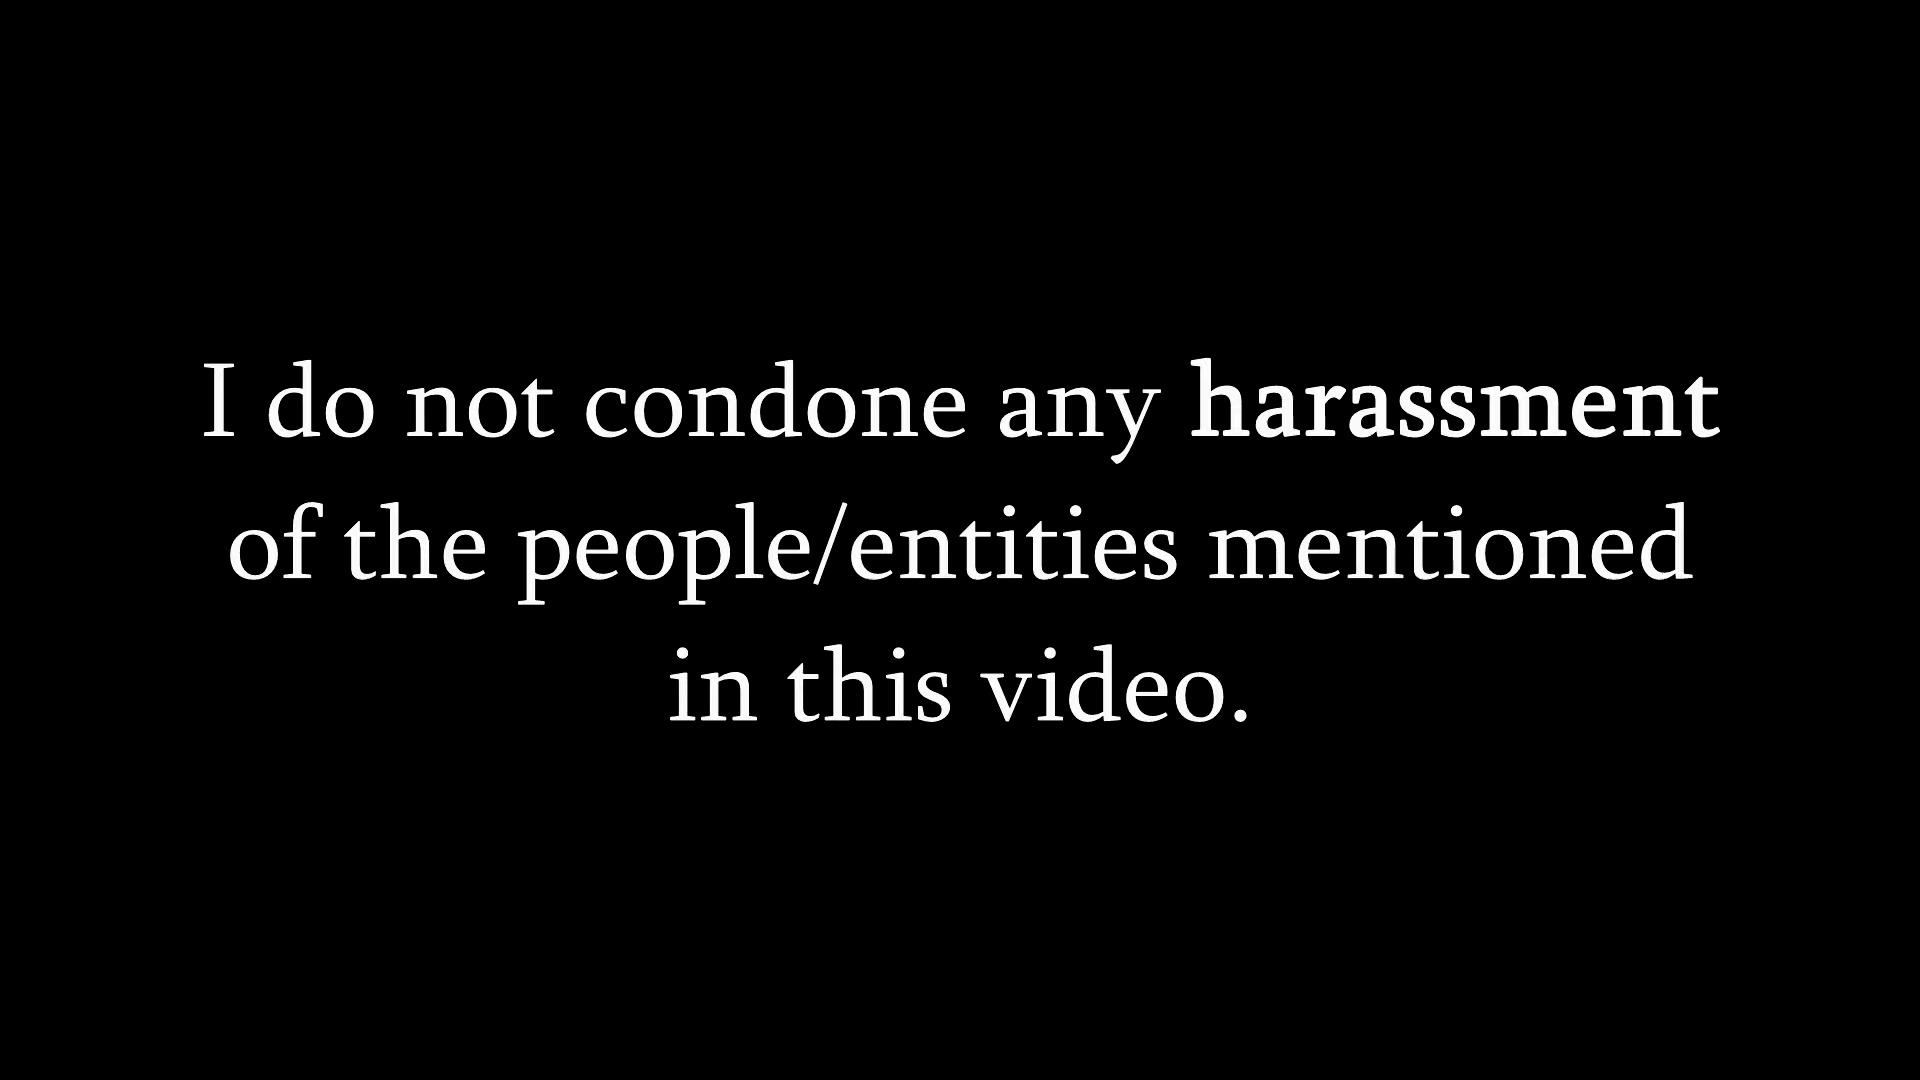 I do not condone any harassment
of the people/entities mentioned
in this video.